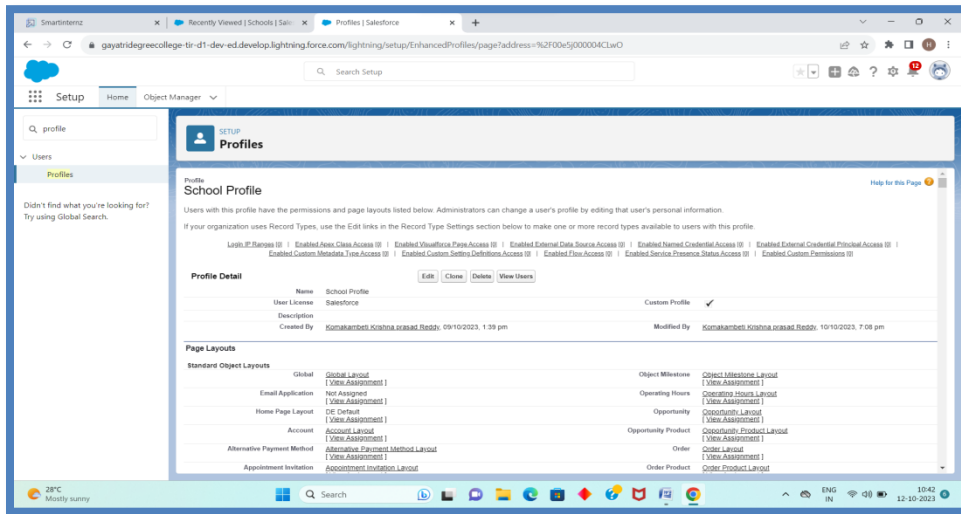 Smartinternz
Recently Viewed | Schools | Sale
Profiles | Salesforce
gayatridegreecollege-tir-d1-dev-ed.develop.lightning.force.com/lightning/setup/EnhancedProfiles/page?address=%2F00e5j000004CLwO
H
Search Setup
12
Setup
Home
Object Manager
profile
Users
Profiles
Didn't find what you're looking for?
Try using Global Search.
SETUP
Profiles
Profile
School Profile
Help for this Page
Users with this profile have the permissions and page layouts listed below. Administrators can change a user's profile by editing that user's personal information.
If your organization uses Record Types, use the Edit links in the Record Type Settings section below to make one or more record types available to users with this profile.
Login IP Ranges [0] | Enabled Apex Class Access [0] | Enabled Visualforce Page Access [0] | Enabled External Data Source Access [0] | Enabled Named Credential Access [0] | Enabled External Credential Principal Access [0] |
Enabled Custom Metadata Type Access [0] | Enabled Custom Setting Definitions Access [0] | Enabled Flow Access [0] | Enabled Service Presence Status Access [0] | Enabled Custom Permissions [0]
Profile Detail Edit Clone Delete View Users
Name School Profile
User License Salesforce Custom Profile ✓
Description
Created By Komakambeti Krishna prasad Reddy, 09/10/2023, 1:39 pm Modified By Komakambeti Krishna prasad Reddy, 10/10/2023, 7:08 pm
Page Layouts
Standard Object Layouts
Global Global Layout Object Milestone Object Milestone Layout
[ View Assignment ] [ View Assignment ]
Email Application Not Assigned Operating Hours Operating Hours Layout
[ View Assignment ] [ View Assignment ]
Home Page Layout DE Default Opportunity Opportunity Layout
[ View Assignment ] [ View Assignment ]
Account Account Layout Opportunity Product Opportunity Product Layout
[ View Assignment ] [ View Assignment ]
Alternative Payment Method Alternative Payment Method Layout Order Order Layout
[ View Assignment ] [ View Assignment ]
Appointment Invitation Appointment Invitation Layout Order Product Order Product Layout
28°C
Mostly sunny
Search
ENG
IN
10:42
12-10-2023